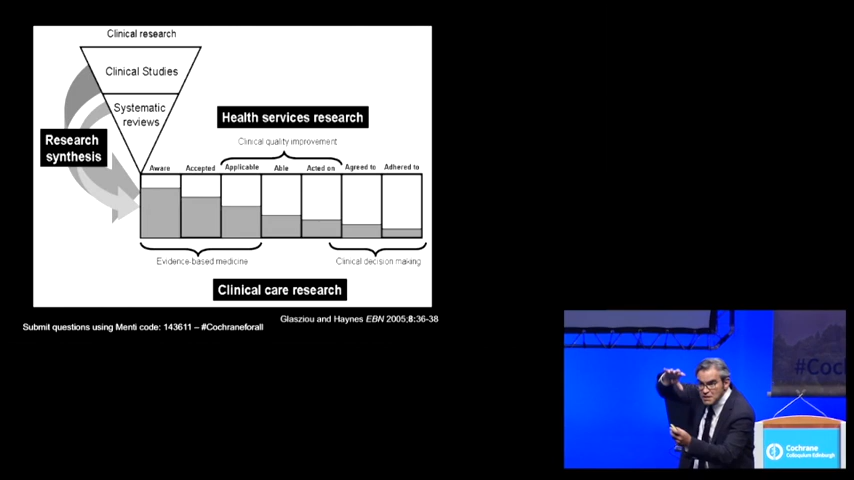 Clinical research
Clinical Studies
Systematic
reviews
Research
synthesis
Health services research
Clinical quality improvement
Aware Accepted Applicable Able Acted on Agreed to Adhered to
Evidence-based medicine
Clinical decision making
Clinical care research
Glasziou and Haynes EBN 2005;8:36-38
Submit questions using Menti code: 143611 – #Cochraneforall
#Coc
Cochrane
Colloquium Edinburgh